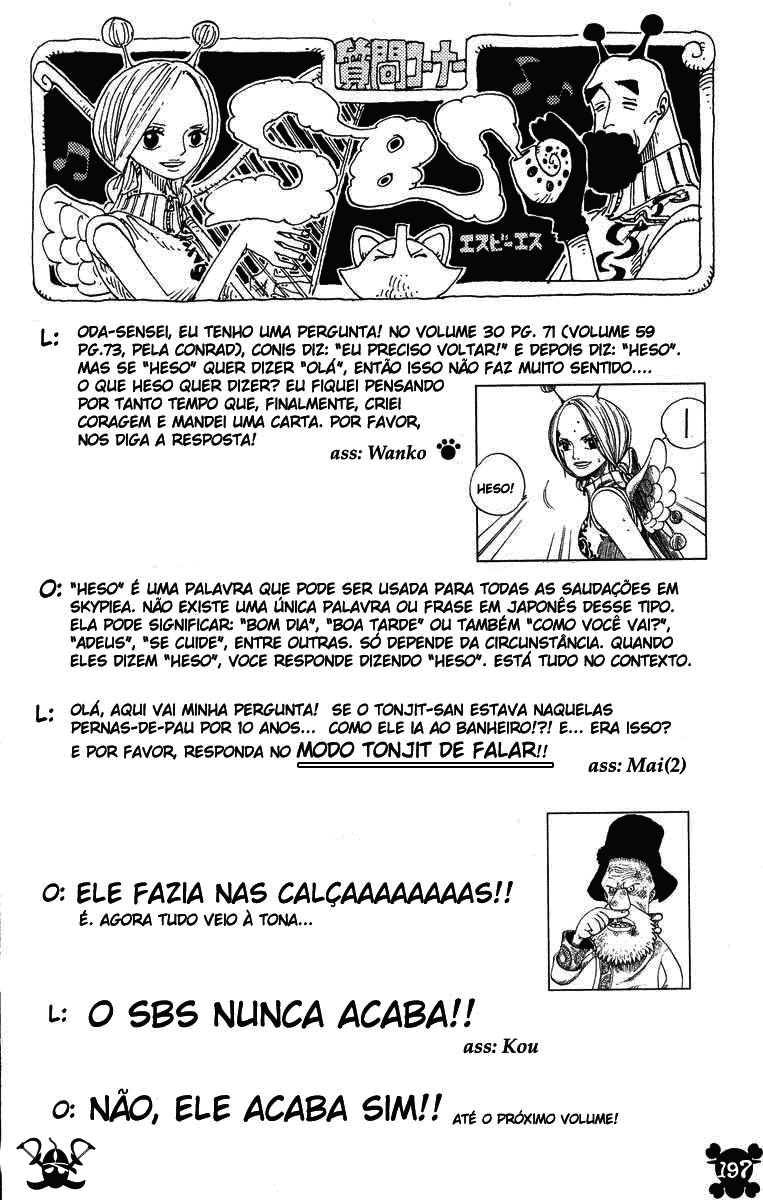 質問コーナー
SBS
エスビーエス
L: ODA-SENSEI, EU TENHO UMA PERGUNTA! NO VOLUME 30 PG. 71 (VOLUME 59
PG.73, PELA CONRAD), CONIS DIZ: "EU PRECISO VOLTAR!" E DEPOIS DIZ: "HESO".
MAS SE "HESO" QUER DIZER "OLÁ", ENTÃO ISSO NÃO FAZ MUITO SENTIDO....
O QUE HESO QUER DIZER? EU FIQUEI PENSANDO
POR TANTO TEMPO QUE, FINALMENTE, CRIEI
CORAGEM E MANDEI UMA CARTA. POR FAVOR,
NOS DIGA A RESPOSTA!
ass: Wanko
HESO!
O: "HESO" É UMA PALAVRA QUE PODE SER USADA PARA TODAS AS SAUDAÇÕES EM
SKYPIEA. NÃO EXISTE UMA ÚNICA PALAVRA OU FRASE EM JAPONÊS DESSE TIPO.
ELA PODE SIGNIFICAR: "BOM DIA", "BOA TARDE" OU TAMBÉM "COMO VOCÊ VAI?",
"ADEUS", "SE CUIDE", ENTRE OUTRAS. SÓ DEPENDE DA CIRCUNSTÂNCIA. QUANDO
ELES DIZEM "HESO", VOCE RESPONDE DIZENDO "HESO". ESTÁ TUDO NO CONTEXTO.
L: OLÁ, AQUI VAI MINHA PERGUNTA! SE O TONJIT-SAN ESTAVA NAQUELAS
PERNAS-DE-PAU POR 10 ANOS... COMO ELE IA AO BANHEIRO!?! E... ERA ISSO?
E POR FAVOR, RESPONDA NO MODO TONJIT DE FALAR!!
ass: Mai(2)
O: ELE FAZIA NAS CALÇAAAAAAAAS!!
É. AGORA TUDO VEIO À TONA...
L: O SBS NUNCA ACABA!!
ass: Kou
O: NÃO, ELE ACABA SIM!! ATÉ O PRÓXIMO VOLUME!
197